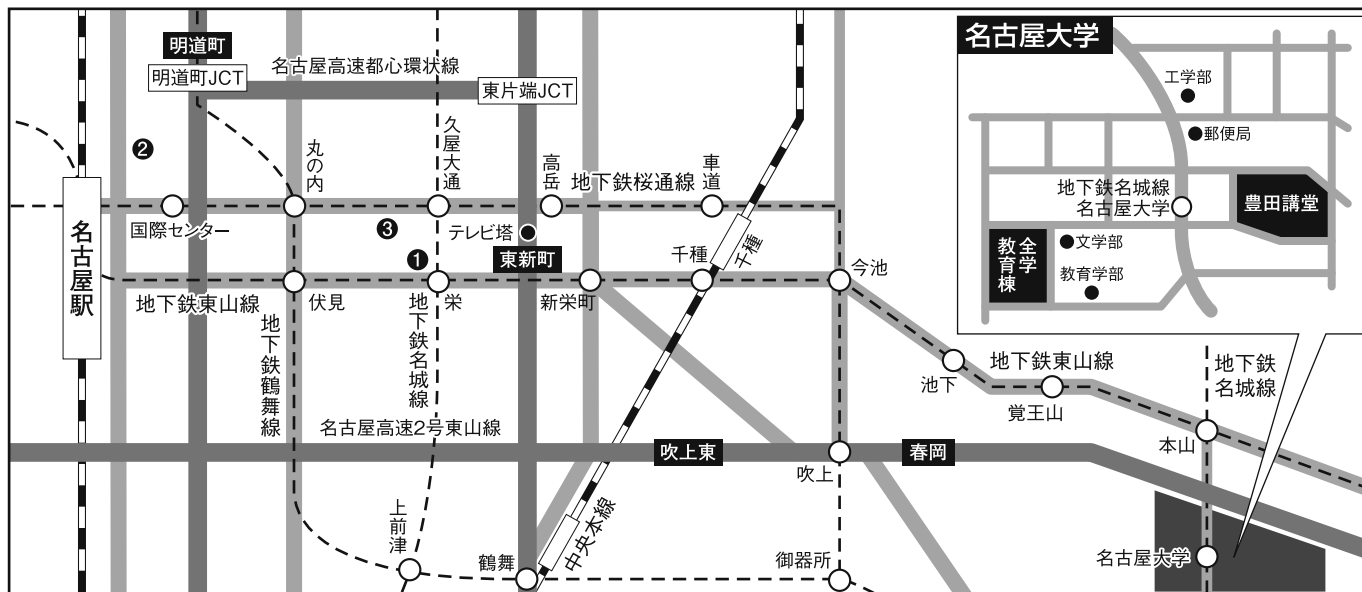 明道町
明道町JCT
名古屋高速都心環状線
東片端JCT
❷
丸の内
久屋大通
高岳
地下鉄桜通線
車道
名古屋駅
国際センター
❸
テレビ塔
❶
東新町
千種
千種
今池
地下鉄東山線
伏見
地下鉄名城線
栄
新栄町
地下鉄鶴舞線
名古屋高速2号東山線
吹上東
吹上
春岡
池下
地下鉄東山線
覚王山
地下鉄
名城線
本山
上前津
鶴舞
中央本線
御器所
名古屋大学
名古屋大学
工学部
郵便局
地下鉄名城線
名古屋大学
豊田講堂
全学
教育棟
文学部
教育学部